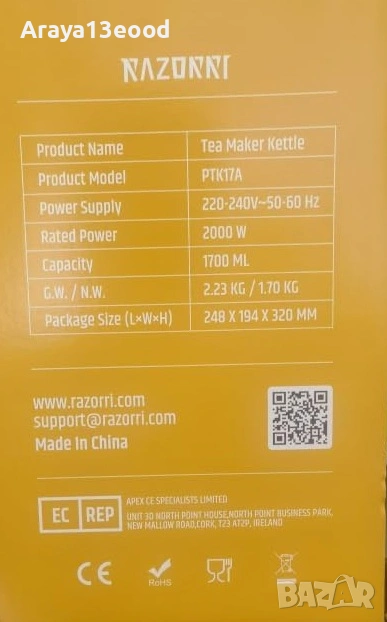 Araya13eood
RAZORRI
Product Name Tea Maker Kettle
Product Model PTK17A
Power Supply 220-240V~50-60 Hz
Rated Power 2000 W
Capacity 1700 ML
G.W. / N.W. 2.23 KG / 1.70 KG
Package Size (L×W×H) 248 X 194 X 320 MM
www.razorri.com
support@razorri.com
Made In China
EC REP
APEX CE SPECIALISTS LIMITED
UNIT 3D NORTH POINT HOUSE,NORTH POINT BUSINESS PARK,
NEW MALLOW ROAD,CORK, T23 AT2P, IRELAND
CE
RoHS
BAZAR